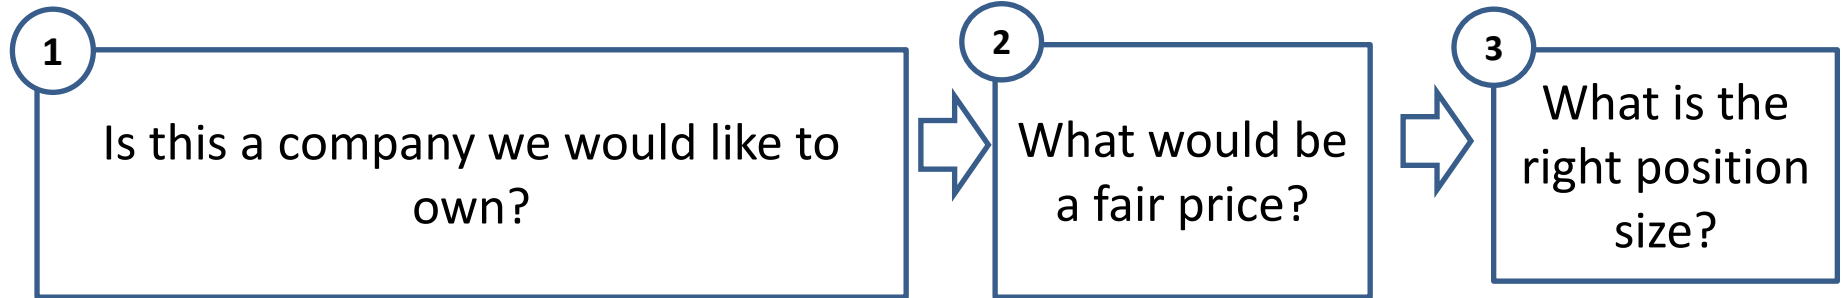 1
Is this a company we would like to
own?
2
What would be
a fair price?
3
What is the
right position
size?